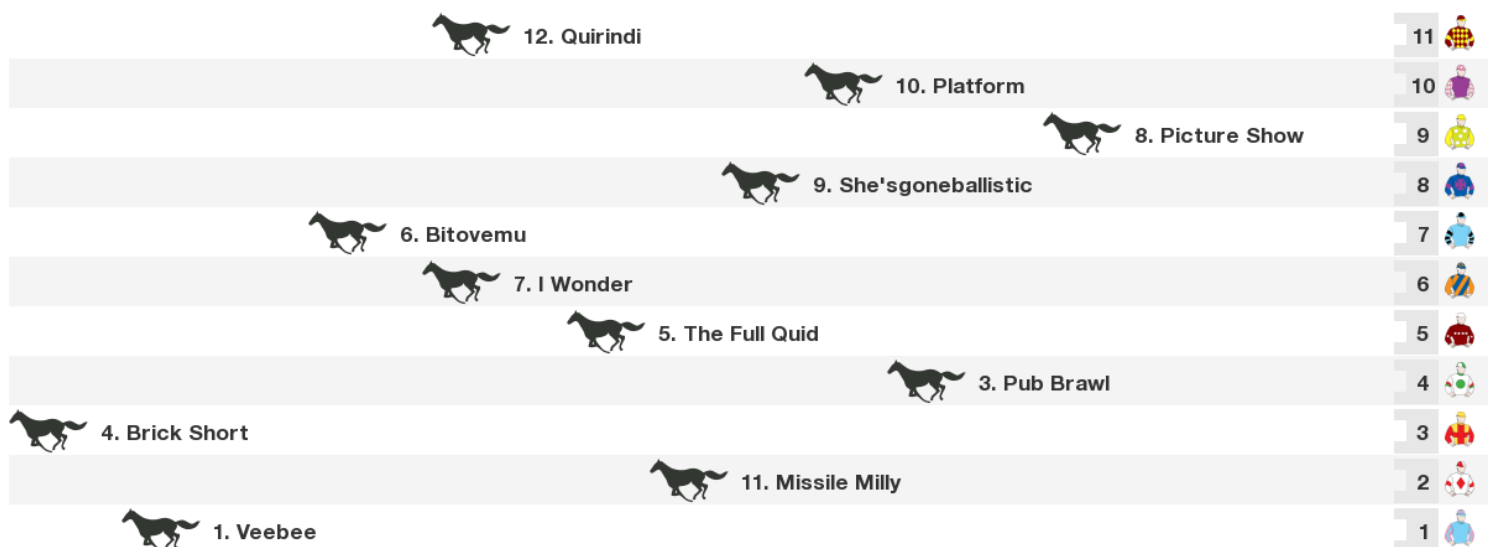 12. Quirindi 11
10. Platform 10
8. Picture Show 9
9. She'sgoneballistic 8
6. Bitovemu 7
7. I Wonder 6
5. The Full Quid 5
3. Pub Brawl 4
4. Brick Short 3
11. Missile Milly 2
1. Veebee 1